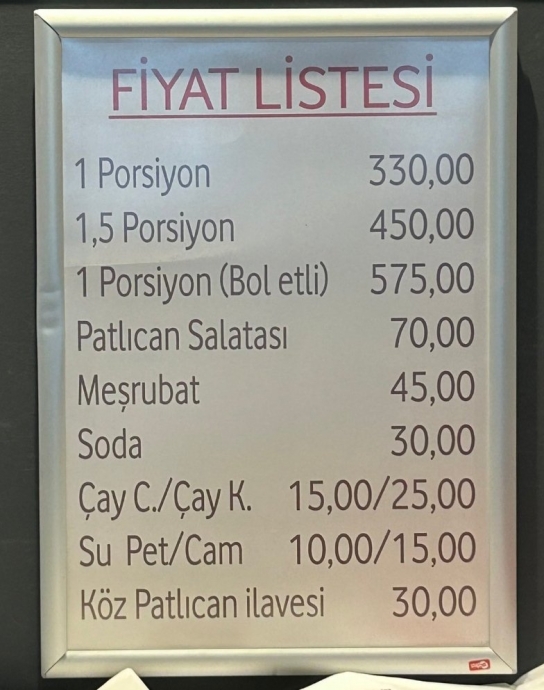 FİYAT LİSTESİ
1 Porsiyon 330,00
1,5 Porsiyon 450,00
1 Porsiyon (Bol etli) 575,00
Patlıcan Salatası 70,00
Meşrubat 45,00
Soda 30,00
Çay C./Çay K. 15,00/25,00
Su Pet/Cam 10,00/15,00
Köz Patlıcan ilavesi 30,00